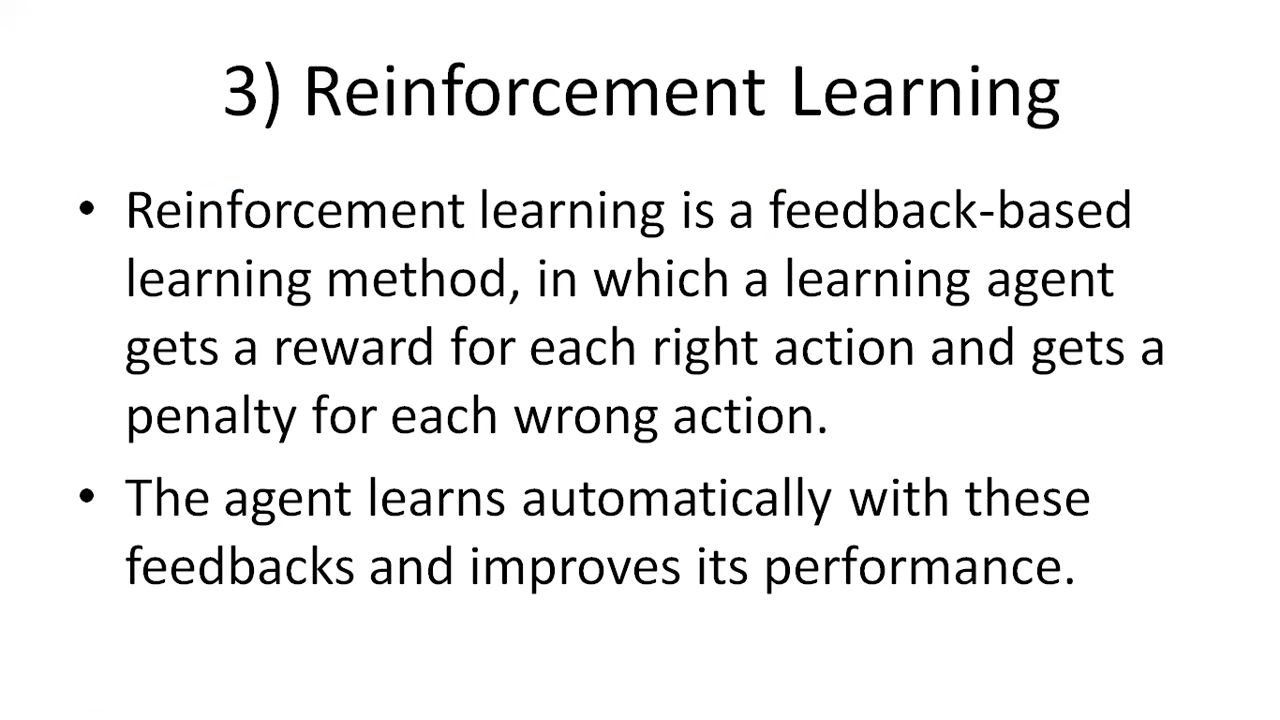 3) Reinforcement Learning
• Reinforcement learning is a feedback-based
learning method, in which a learning agent
gets a reward for each right action and gets a
penalty for each wrong action.
• The agent learns automatically with these
feedbacks and improves its performance.